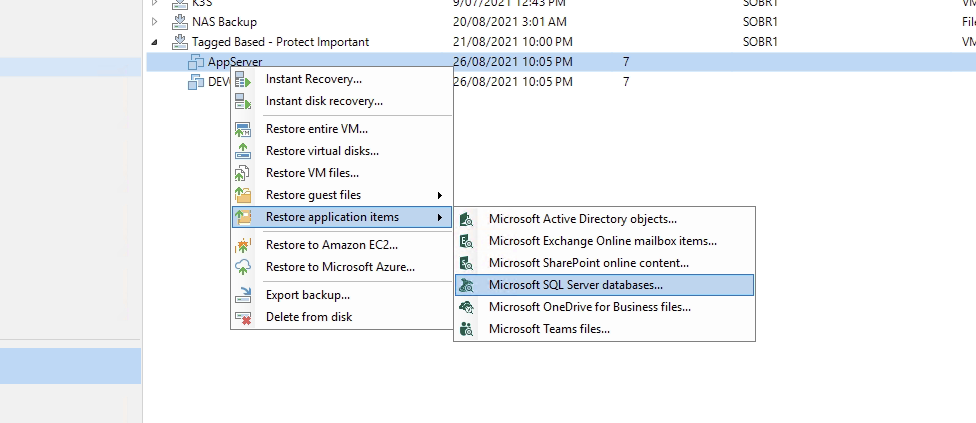 K3S 9/07/2021 12:43 PM SOBR1 VM
NAS Backup 20/08/2021 3:01 AM SOBR1 File
Tagged Based - Protect Important 21/08/2021 10:00 PM SOBR1 VM
AppServer 26/08/2021 10:05 PM 7
DEV 26/08/2021 10:05 PM 7
Instant Recovery...
Instant disk recovery...
Restore entire VM...
Restore virtual disks...
Restore VM files...
Restore guest files
Restore application items
Restore to Amazon EC2...
Restore to Microsoft Azure...
Export backup...
Delete from disk
Microsoft Active Directory objects...
Microsoft Exchange Online mailbox items...
Microsoft SharePoint online content...
Microsoft SQL Server databases...
Microsoft OneDrive for Business files...
Microsoft Teams files...